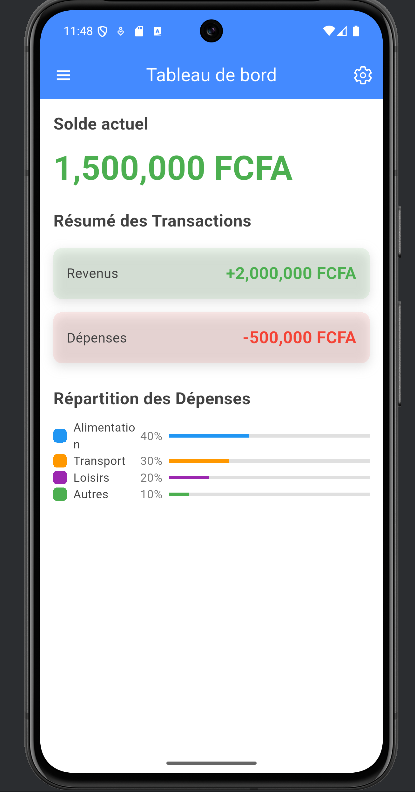 11:48
Tableau de bord
Solde actuel
1,500,000 FCFA
Résumé des Transactions
Revenus +2,000,000 FCFA
Dépenses -500,000 FCFA
Répartition des Dépenses
Alimentatio
n 40%
Transport 30%
Loisirs 20%
Autres 10%